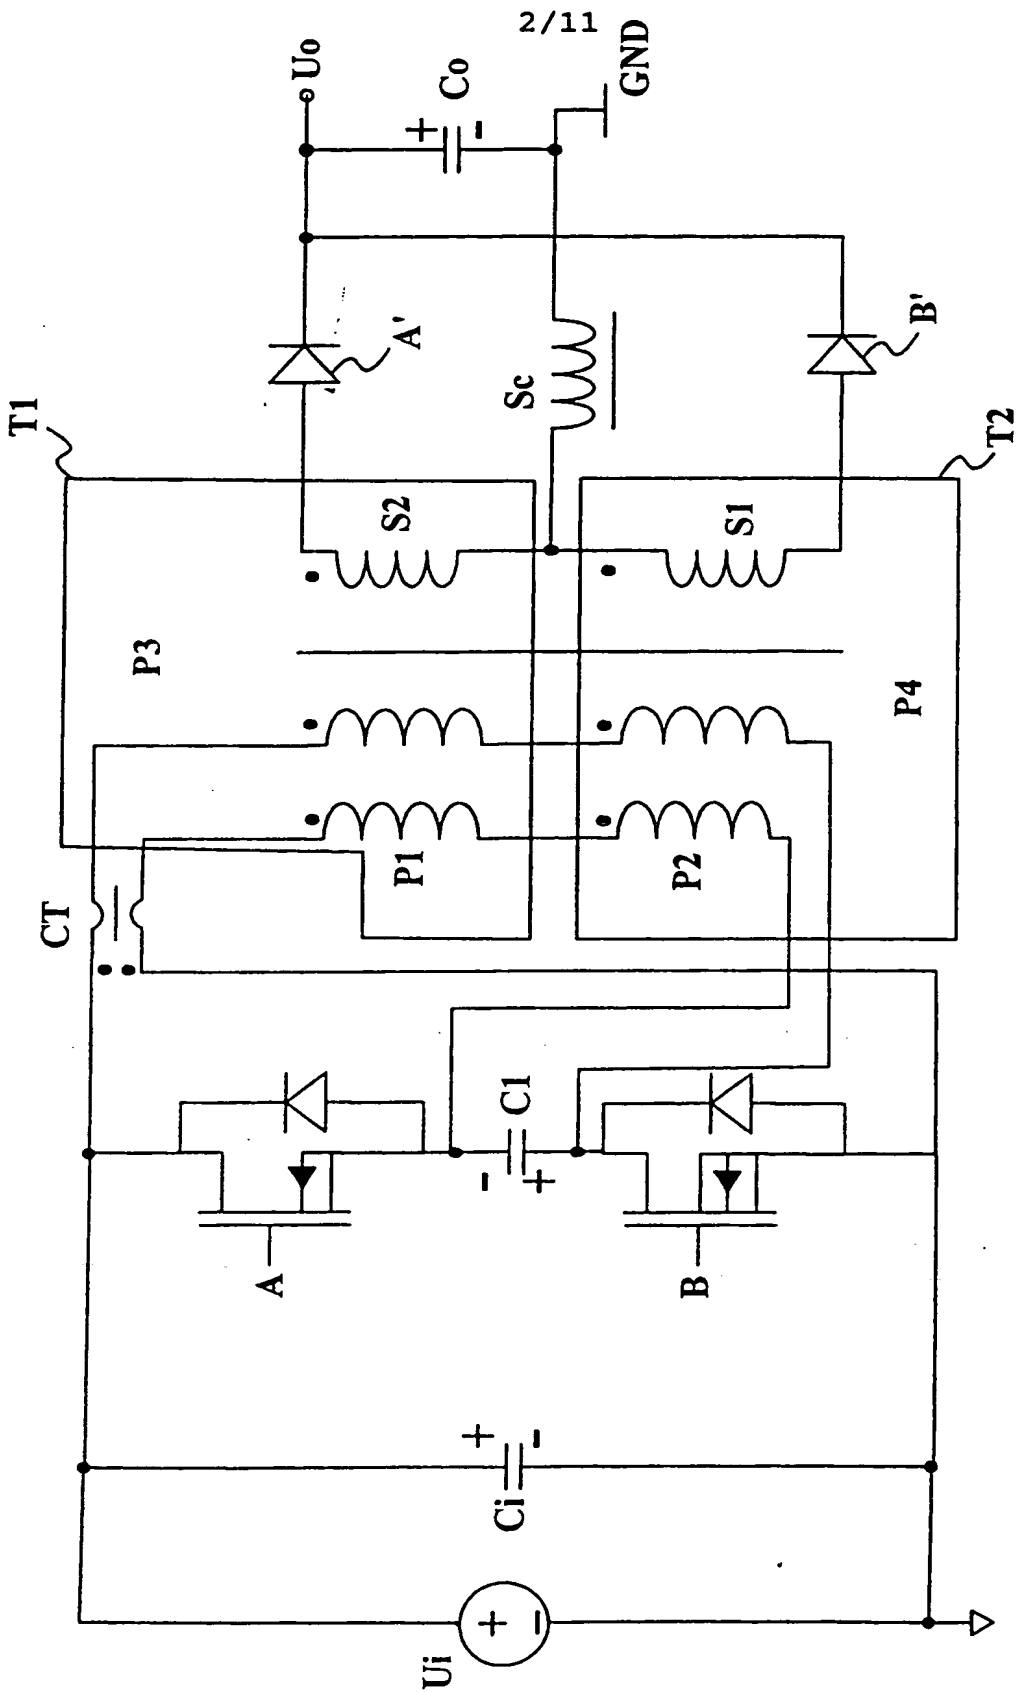 2/11
T1
CT
P3
P1
P2
P4
S2
S1
T2
A'
B'
Sc
Uo
Co
+
-
GND
A
B
C1
-
+
Ci
+
-
Ui
+
-